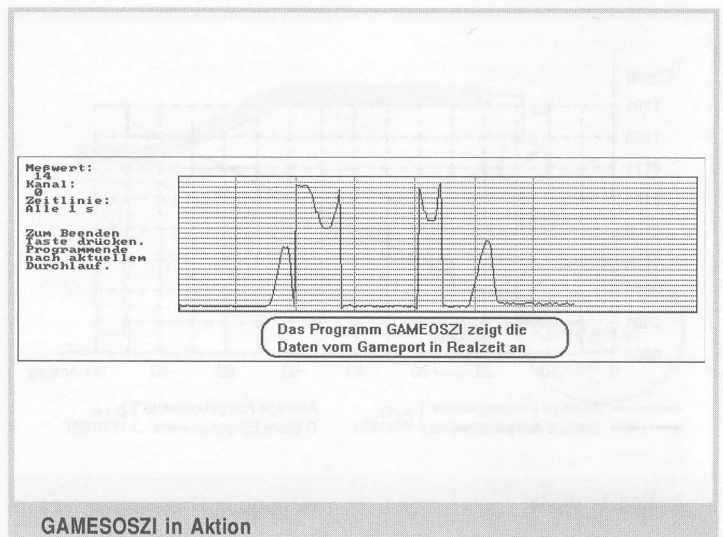 Meßwert:
14
Kanal:
0
Zeitlinie:
Alle 1 s
Zum Beenden
Taste drücken.
Programmende
nach aktuellem
Durchlauf.
Das Programm GAMEOSZI zeigt die
Daten vom Gameport in Realzeit an
GAMESOSZI in Aktion